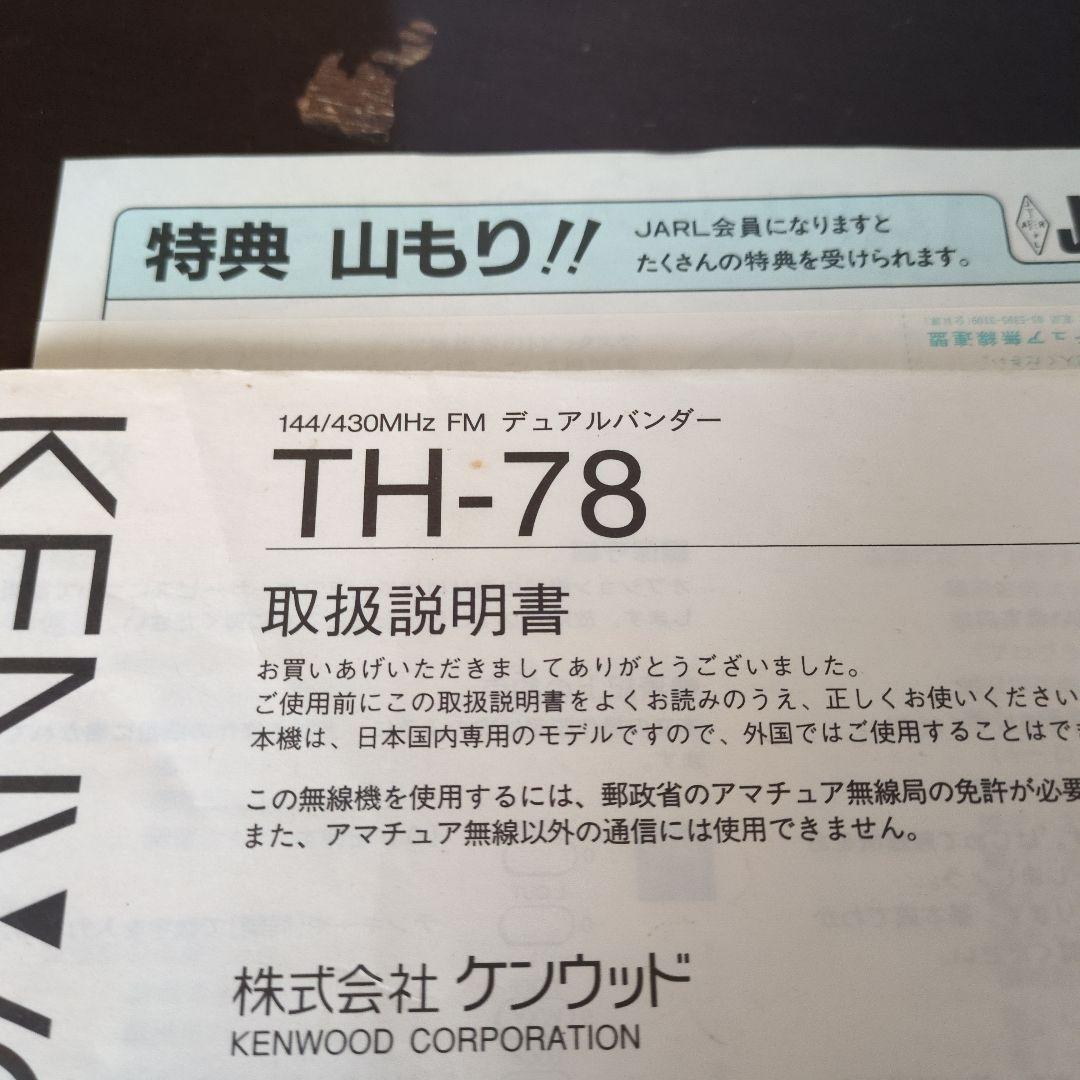 特典 山もり!!
JARL会員になりますと
たくさんの特典を受けられます。
J
ュア無線連盟
KENWO
144/430MHz FM デュアルバンダー
TH-78
取扱説明書
お買いあげいただきましてありがとうございました。
ご使用前にこの取扱説明書をよくお読みのうえ、正しくお使いください
本機は、日本国内専用のモデルですので、外国ではご使用することはでき
この無線機を使用するには、郵政省のアマチュア無線局の免許が必要
また、アマチュア無線以外の通信には使用できません。
株式会社 ケンウッド
KENWOOD CORPORATION